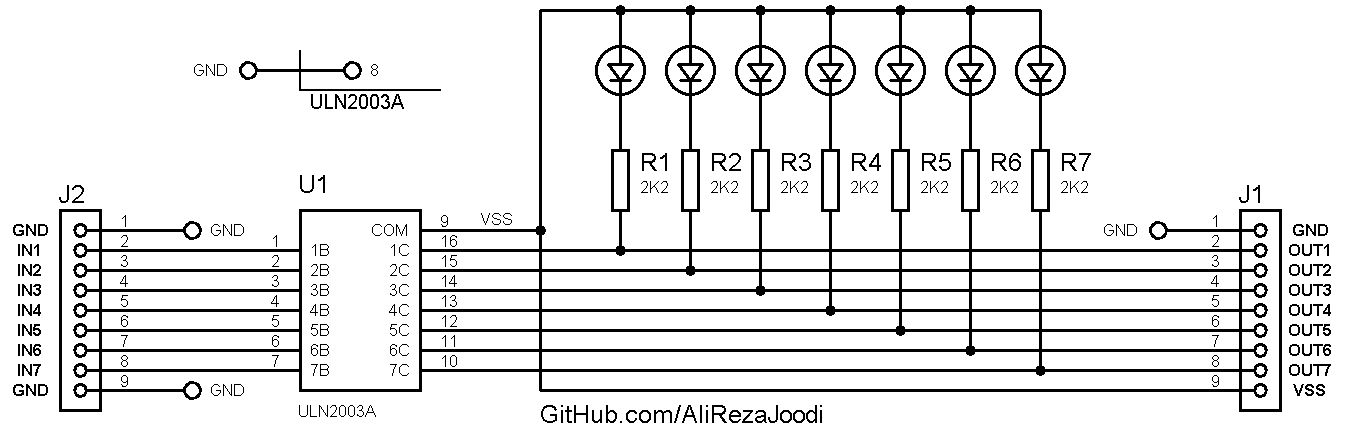 GND 8
ULN2003A
R1 R2 R3 R4 R5 R6 R7
2K2 2K2 2K2 2K2 2K2 2K2 2K2
J2 U1 J1
GND 1 GND COM 9 VSS GND 1 GND
IN1 2 1 1B 1C 16 2 OUT1
IN2 3 2 2B 2C 15 3 OUT2
IN3 4 3 3B 3C 14 4 OUT3
IN4 5 4 4B 4C 13 5 OUT4
IN5 6 5 5B 5C 12 6 OUT5
IN6 7 6 6B 6C 11 7 OUT6
IN7 8 7 7B 7C 10 8 OUT7
GND 9 GND 9 VSS
ULN2003A
GitHub.com/AliRezaJoodi